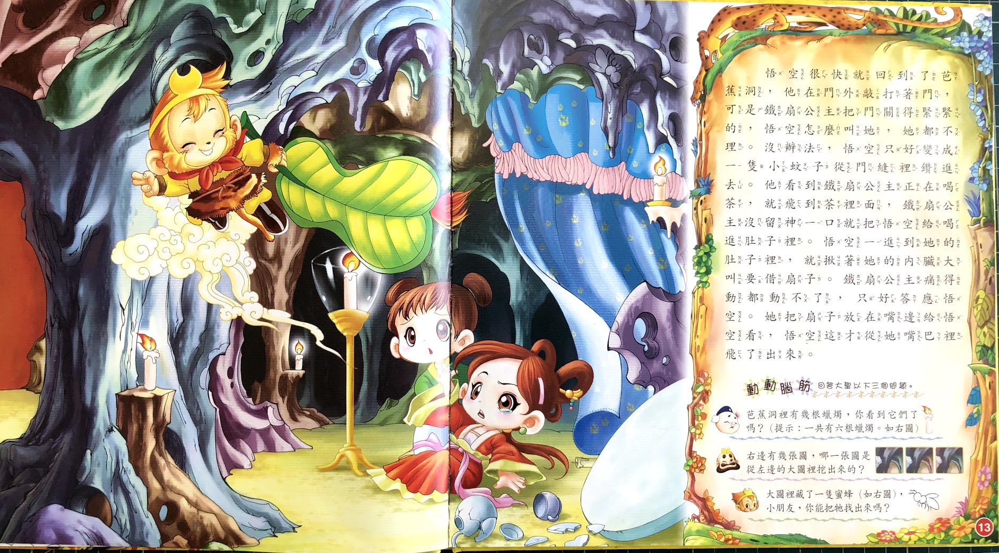 悟空很快就回到了芭
蕉洞，他在門外敲打著門，
可是鐵扇公主把門關得緊緊
的，悟空怎麼叫她，她都不
理。沒辦法，悟空只好變成
一隻小蚊子從門縫裡鑽進
去。他看到鐵扇公主正在喝
茶，就飛到茶裡面，鐵扇公
主沒留神一口就把悟空給喝
進肚子裡。悟空一進到她的
肚子裡，就揪著她的內臟大
叫要借扇子。鐵扇公主痛得
動都動不了，只好答應悟
空。她把扇子放在嘴邊給悟
空看，悟空這才從她嘴巴裡
飛了出來。
動動腦筋 回答大聖以下三個問題。
芭蕉洞裡有幾根蠟燭，你看到它們了
嗎？（提示：一共有六根蠟燭。如右圖）
右邊有幾張圖，哪一張圖是
從左邊的大圖裡挖出來的？
大圖裡藏了一隻蜜蜂（如右圖），
小朋友，你能把牠找出來嗎？
13